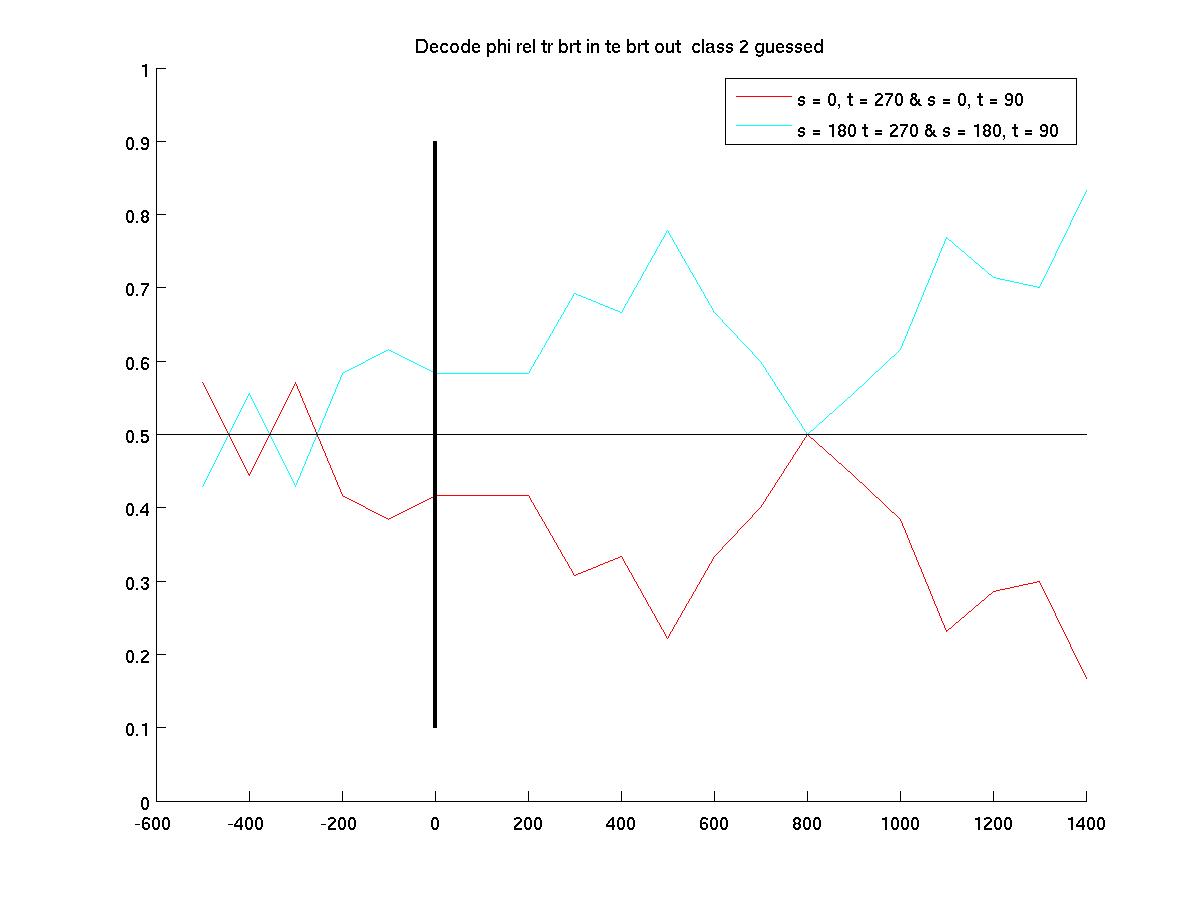 Decode phi rel tr brt in te brt out  class 2 guessed
s = 0, t = 270 & s = 0, t = 90
s = 180 t = 270 & s = 180, t = 90
1
0.9
0.8
0.7
0.6
0.5
0.4
0.3
0.2
0.1
0
-600 -400 -200 0 200 400 600 800 1000 1200 1400